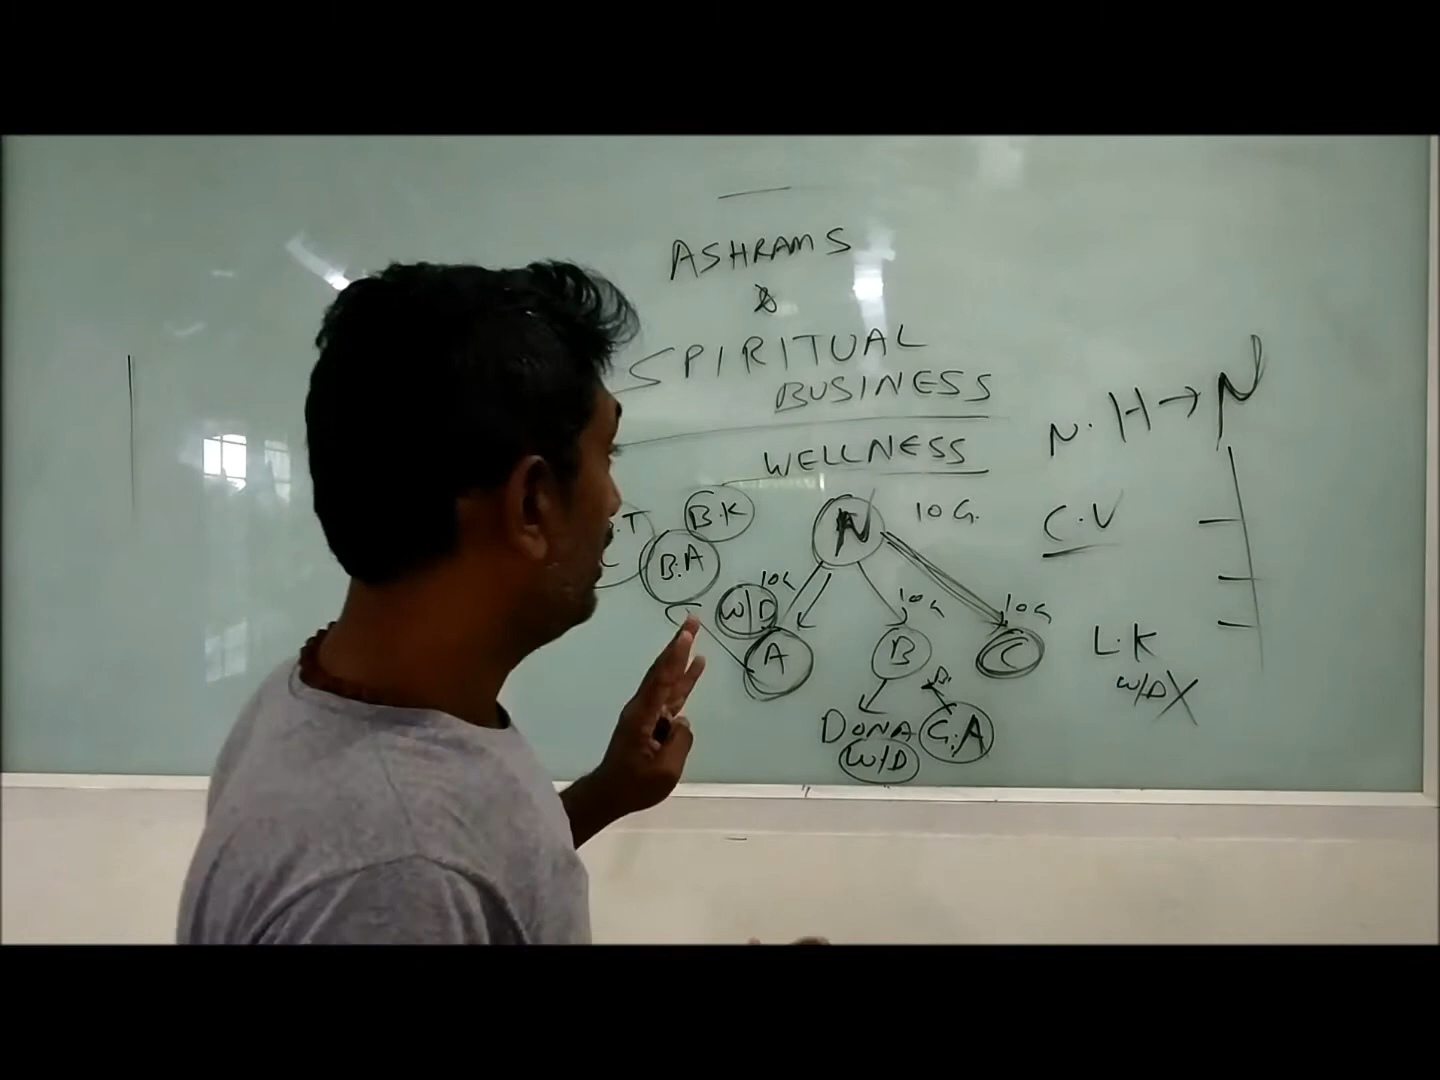 ASHRAMS
&
SPIRITUAL
BUSINESS
WELLNESS
N.H→N
B.K
N
10 G.
C.V
.T
C
B.A
W/D
10G
10G
10G
A
B
C
L.K
W/D X
D.
DONA
G.A
W/D